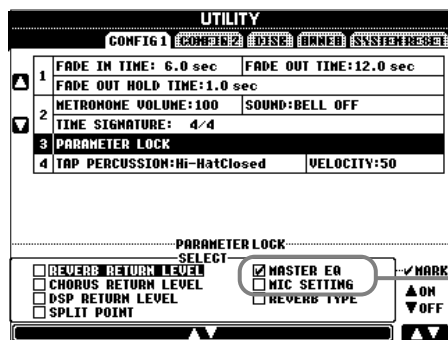 UTILITY
CONFIG 1 CONFIG 2 DISK OWNER SYSTEM RESET
1 FADE IN TIME: 6.0 sec FADE OUT TIME:12.0 sec
FADE OUT HOLD TIME:1.0 sec
2 METRONOME VOLUME:100 SOUND:BELL OFF
TIME SIGNATURE: 4/4
3 PARAMETER LOCK
4 TAP PERCUSSION:Hi-HatClosed VELOCITY:50
PARAMETER LOCK
SELECT
REVERB RETURN LEVEL MASTER EQ MARK
CHORUS RETURN LEVEL MIC SETTING ▲ON
DSP RETURN LEVEL REVERB TYPE ▼OFF
SPLIT POINT